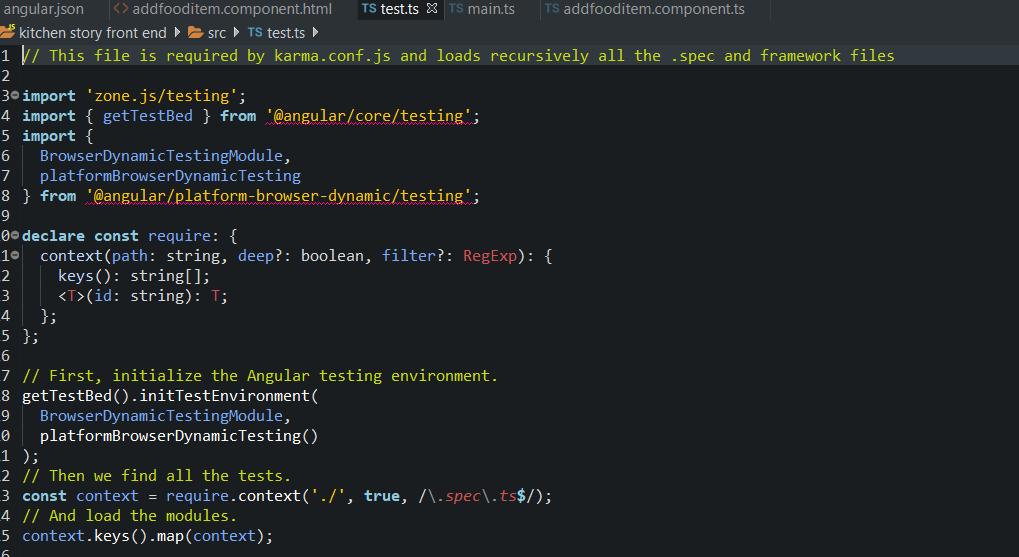 angular.json addfooditem.component.html TS test.ts TS main.ts TS addfooditem.component.ts
kitchen story front end src TS test.ts
1 // This file is required by karma.conf.js and loads recursively all the .spec and framework files
2
3 import 'zone.js/testing';
4 import { getTestBed } from '@angular/core/testing';
5 import {
6 BrowserDynamicTestingModule,
7 platformBrowserDynamicTesting
8 } from '@angular/platform-browser-dynamic/testing';
9
0 declare const require: {
1 context(path: string, deep?: boolean, filter?: RegExp): {
2 keys(): string[];
3 <T>(id: string): T;
4 };
5 };
6
7 // First, initialize the Angular testing environment.
8 getTestBed().initTestEnvironment(
9 BrowserDynamicTestingModule,
0 platformBrowserDynamicTesting()
1 );
2 // Then we find all the tests.
3 const context = require.context('./', true, /\.spec\.ts$/);
4 // And load the modules.
5 context.keys().map(context);
6